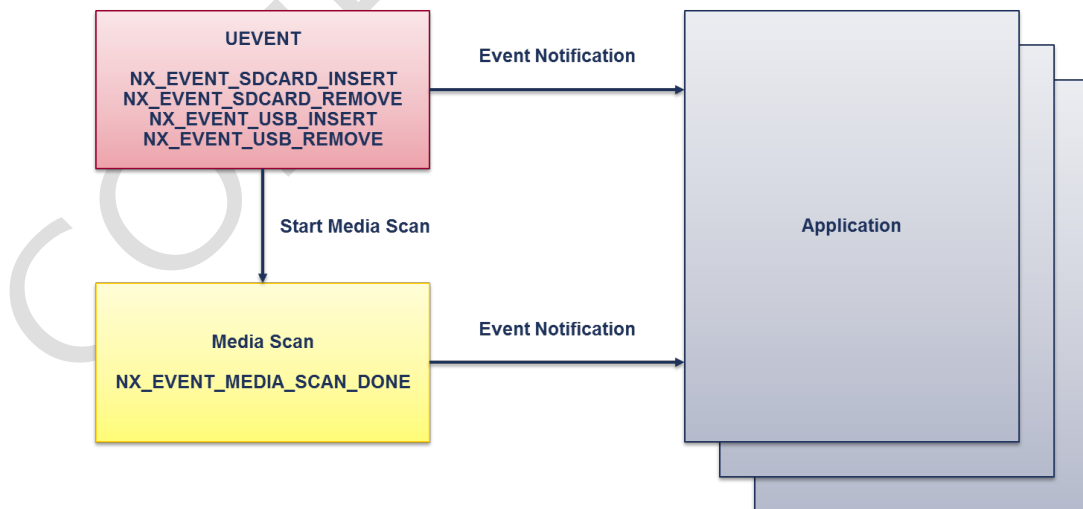 UEVENT
NX_EVENT_SDCARD_INSERT
NX_EVENT_SDCARD_REMOVE
NX_EVENT_USB_INSERT
NX_EVENT_USB_REMOVE
Event Notification
Start Media Scan
Application
Media Scan
NX_EVENT_MEDIA_SCAN_DONE
Event Notification